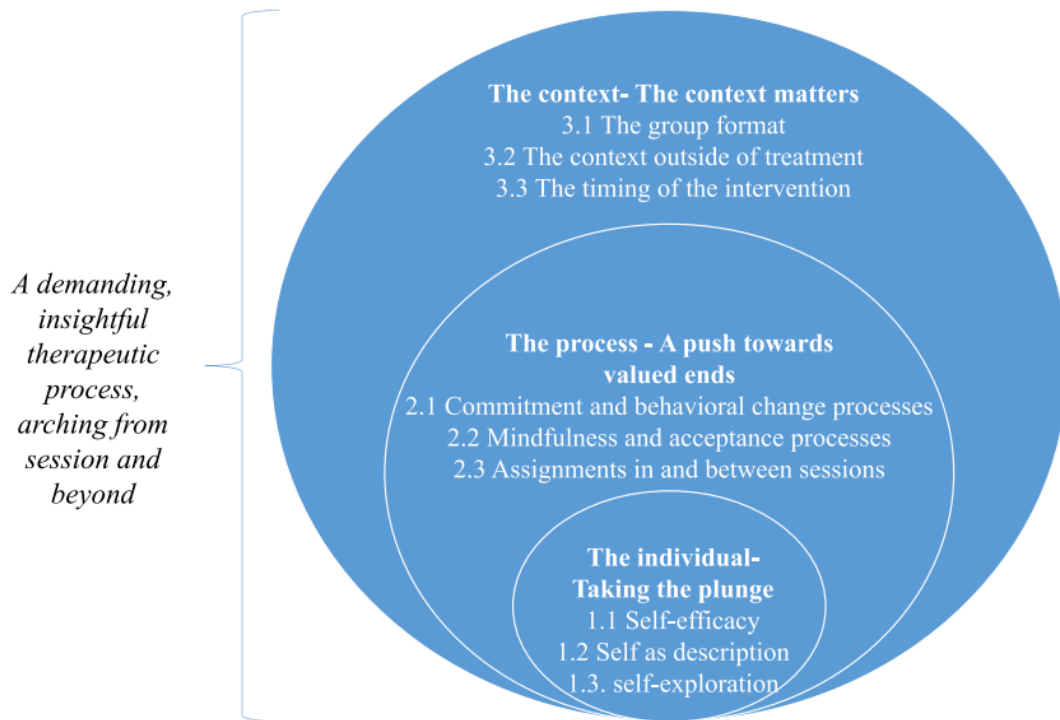 The context- The context matters
3.1 The group format
3.2 The context outside of treatment
3.3 The timing of the intervention
A demanding,
insightful
therapeutic
process,
arching from
session and
beyond
The process - A push towards
valued ends
2.1 Commitment and behavioral change processes
2.2 Mindfulness and acceptance processes
2.3 Assignments in and between sessions
The individual-
Taking the plunge
1.1 Self-efficacy
1.2 Self as description
1.3. self-exploration